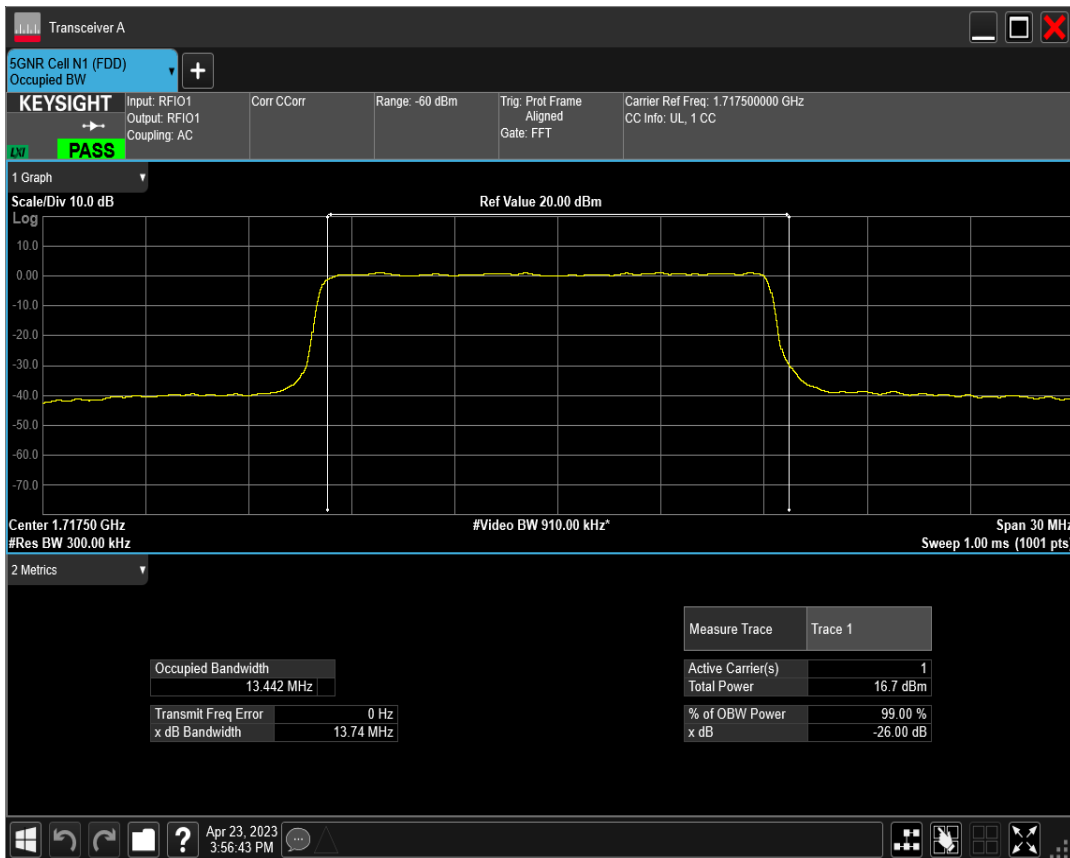 Transceiver A
5GNR Cell N1 (FDD)
Occupied BW
KEYSIGHT
LXI
PASS
Input: RFIO1
Output: RFIO1
Coupling: AC
Corr CCorr
Range: -60 dBm
Trig: Prot Frame
Aligned
Gate: FFT
Carrier Ref Freq: 1.717500000 GHz
CC Info: UL, 1 CC
1 Graph
Scale/Div 10.0 dB
Ref Value 20.00 dBm
Log
10.0
0.00
-10.0
-20.0
-30.0
-40.0
-50.0
-60.0
-70.0
Center 1.71750 GHz
#Video BW 910.00 kHz*
Span 30 MHz
#Res BW 300.00 kHz
Sweep 1.00 ms (1001 pts)
2 Metrics
Measure Trace Trace 1
Occupied Bandwidth
13.442 MHz
Active Carrier(s) 1
Total Power 16.7 dBm
Transmit Freq Error 0 Hz
x dB Bandwidth 13.74 MHz
% of OBW Power 99.00 %
x dB -26.00 dB
?
Apr 23, 2023
3:56:43 PM